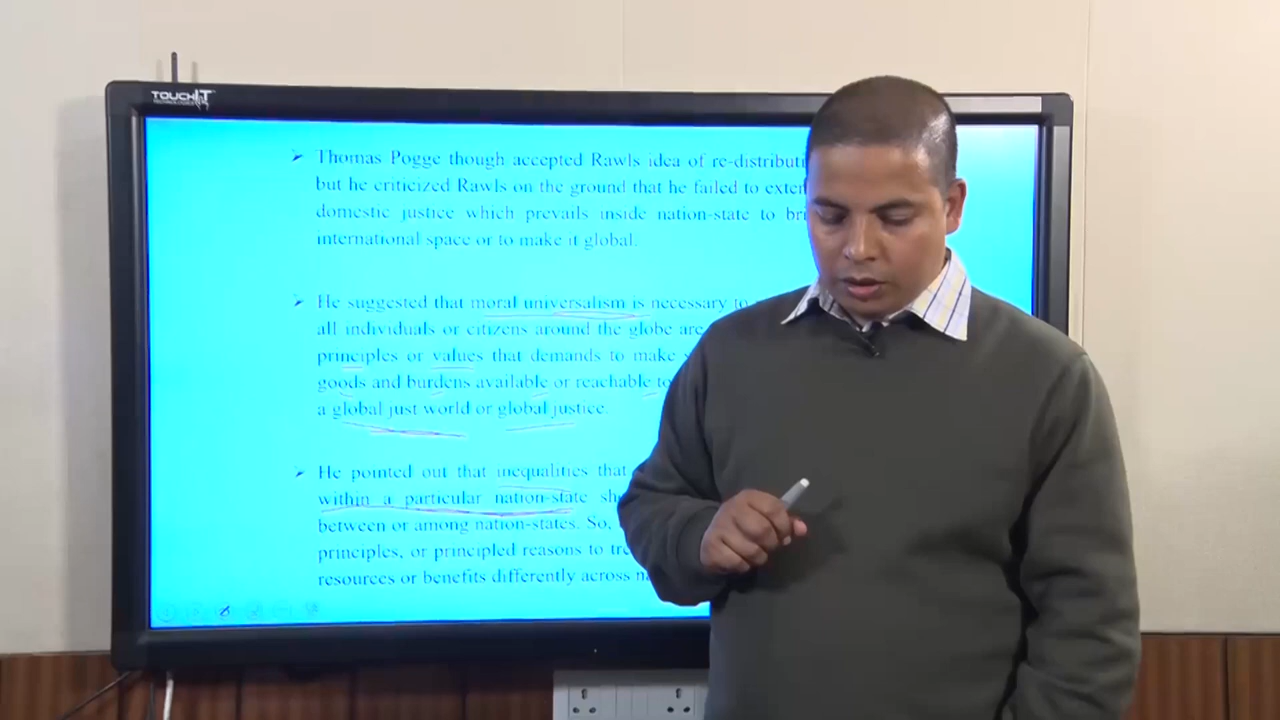 TOUCHIT
TECHNOLOGIES
➤ Thomas Pogge though accepted Rawls idea of re-distributi
but he criticized Rawls on the ground that he failed to exten
domestic justice which prevails inside nation-state to bri
international space or to make it global.
➤ He suggested that moral universalism is necessary to
all individuals or citizens around the globe are
principles or values that demands to make s
goods and burdens available or reachable to
a global just world or global justice.
➤ He pointed out that inequalities that
within a particular nation-state sh
between or among nation-states. So,
principles, or principled reasons to tre
resources or benefits differently across na